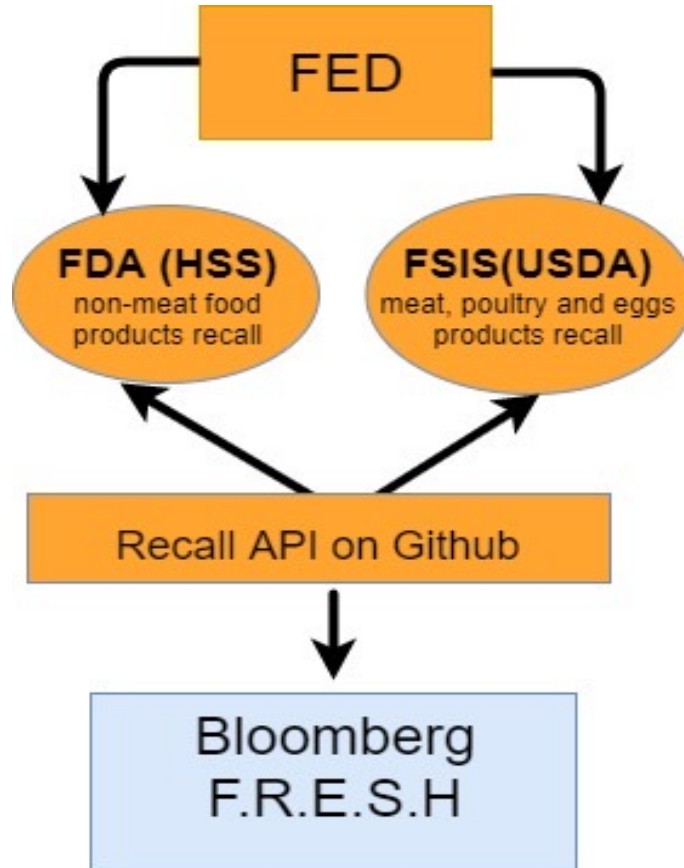 FED
FDA (HSS)
non-meat food
products recall
FSIS(USDA)
meat, poultry and eggs
products recall
Recall API on Github
Bloomberg
F.R.E.S.H